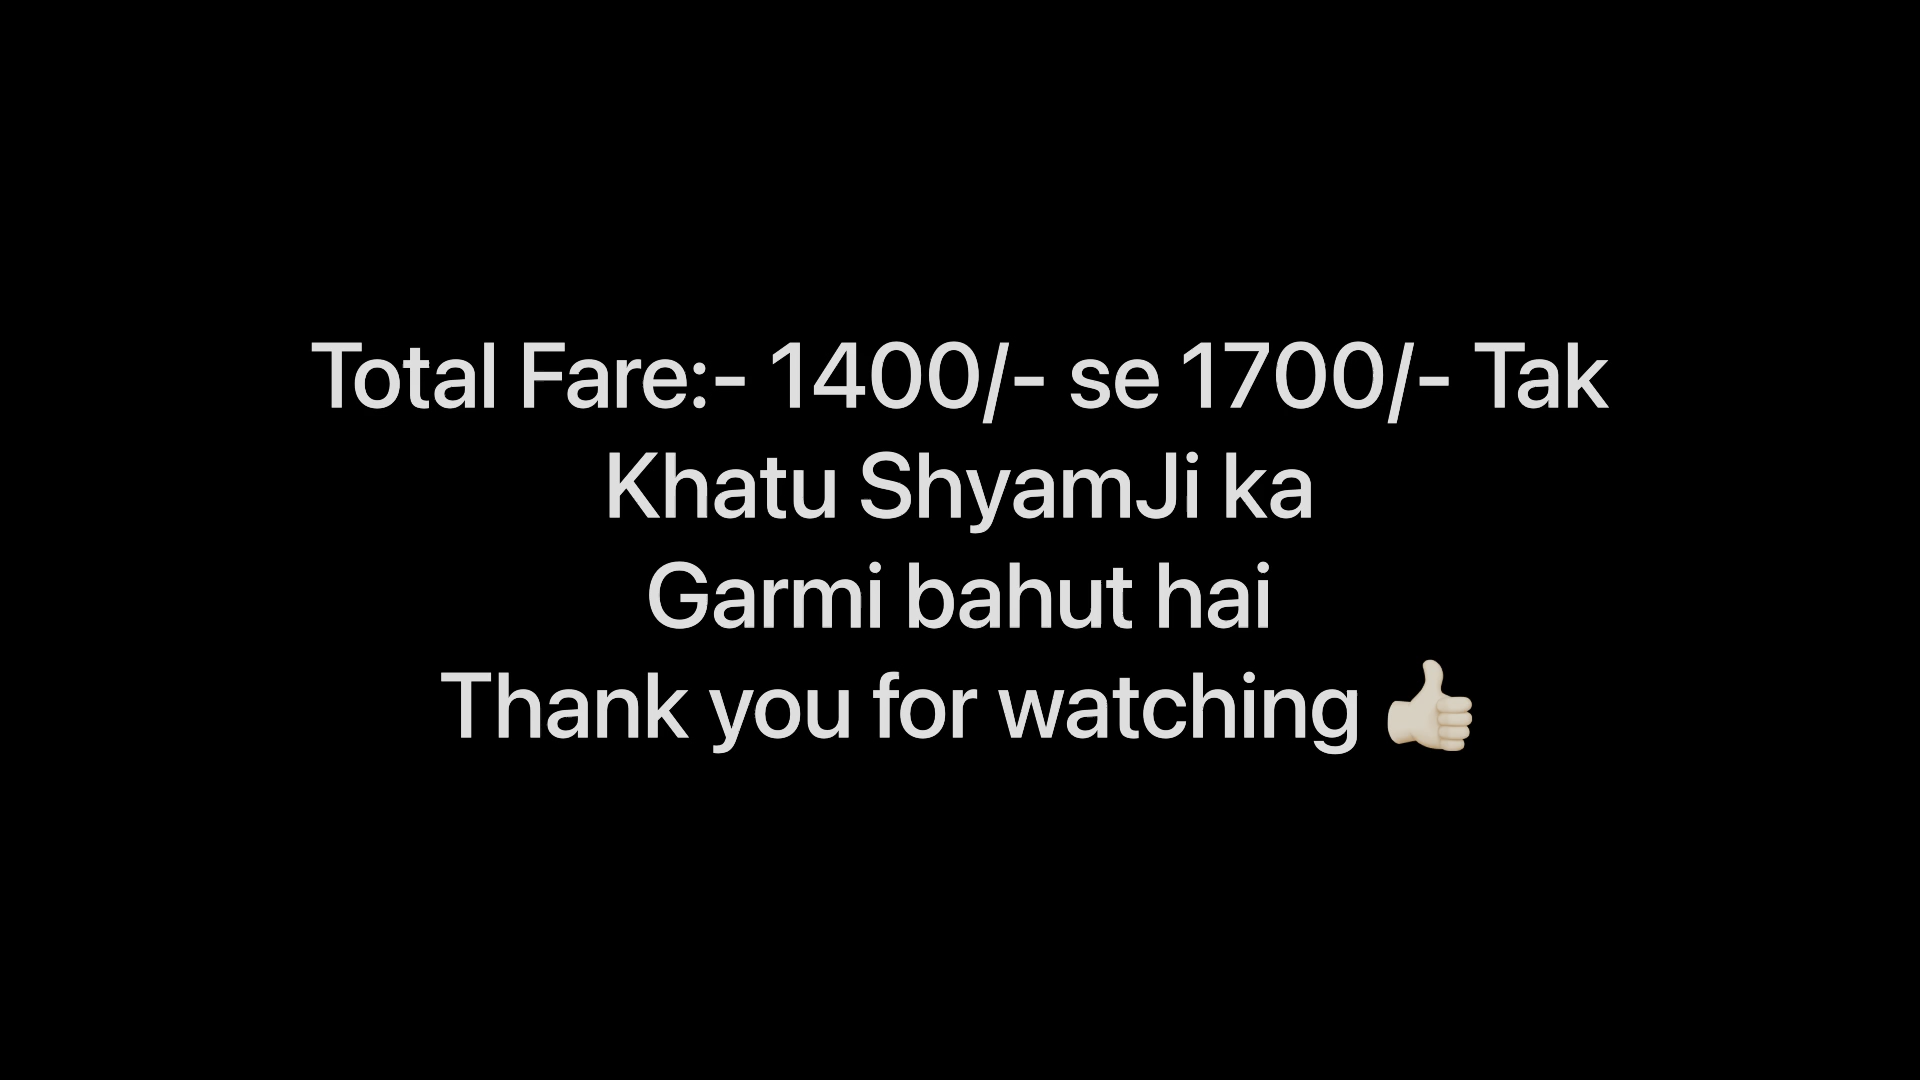 Total Fare:- 1400/- se 1700/- Tak
Khatu ShyamJi ka
Garmi bahut hai
Thank you for watching 👍🏻